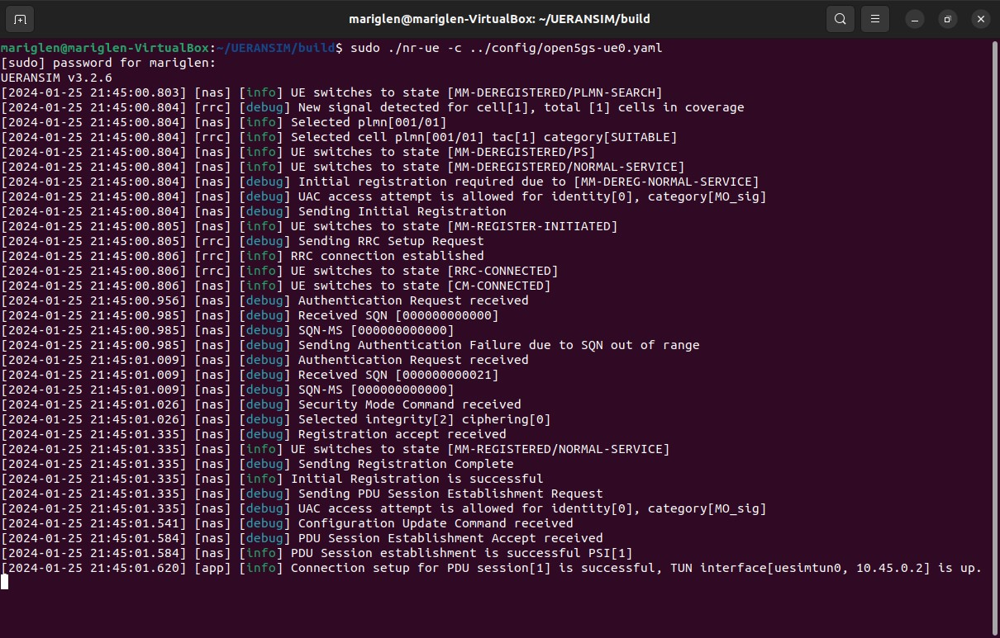 mariglen@mariglen-VirtualBox: ~/UERANSIM/build
mariglen@mariglen-VirtualBox:~/UERANSIM/build$ sudo ./nr-ue -c ../config/open5gs-ue0.yaml
[sudo] password for mariglen:
UERANSIM v3.2.6
[2024-01-25 21:45:00.803] [nas] [info] UE switches to state [MM-DEREGISTERED/PLMN-SEARCH]
[2024-01-25 21:45:00.804] [rrc] [debug] New signal detected for cell[1], total [1] cells in coverage
[2024-01-25 21:45:00.804] [nas] [info] Selected plmn[001/01]
[2024-01-25 21:45:00.804] [rrc] [info] Selected cell plmn[001/01] tac[1] category[SUITABLE]
[2024-01-25 21:45:00.804] [nas] [info] UE switches to state [MM-DEREGISTERED/PS]
[2024-01-25 21:45:00.804] [nas] [info] UE switches to state [MM-DEREGISTERED/NORMAL-SERVICE]
[2024-01-25 21:45:00.804] [nas] [debug] Initial registration required due to [MM-DEREG-NORMAL-SERVICE]
[2024-01-25 21:45:00.804] [nas] [debug] UAC access attempt is allowed for identity[0], category[MO_sig]
[2024-01-25 21:45:00.804] [nas] [debug] Sending Initial Registration
[2024-01-25 21:45:00.805] [nas] [info] UE switches to state [MM-REGISTER-INITIATED]
[2024-01-25 21:45:00.805] [rrc] [debug] Sending RRC Setup Request
[2024-01-25 21:45:00.806] [rrc] [info] RRC connection established
[2024-01-25 21:45:00.806] [rrc] [info] UE switches to state [RRC-CONNECTED]
[2024-01-25 21:45:00.806] [nas] [info] UE switches to state [CM-CONNECTED]
[2024-01-25 21:45:00.956] [nas] [debug] Authentication Request received
[2024-01-25 21:45:00.985] [nas] [debug] Received SQN [000000000000]
[2024-01-25 21:45:00.985] [nas] [debug] SQN-MS [000000000000]
[2024-01-25 21:45:00.985] [nas] [debug] Sending Authentication Failure due to SQN out of range
[2024-01-25 21:45:01.009] [nas] [debug] Authentication Request received
[2024-01-25 21:45:01.009] [nas] [debug] Received SQN [000000000021]
[2024-01-25 21:45:01.009] [nas] [debug] SQN-MS [000000000000]
[2024-01-25 21:45:01.026] [nas] [debug] Security Mode Command received
[2024-01-25 21:45:01.026] [nas] [debug] Selected integrity[2] ciphering[0]
[2024-01-25 21:45:01.335] [nas] [debug] Registration accept received
[2024-01-25 21:45:01.335] [nas] [info] UE switches to state [MM-REGISTERED/NORMAL-SERVICE]
[2024-01-25 21:45:01.335] [nas] [debug] Sending Registration Complete
[2024-01-25 21:45:01.335] [nas] [info] Initial Registration is successful
[2024-01-25 21:45:01.335] [nas] [debug] Sending PDU Session Establishment Request
[2024-01-25 21:45:01.335] [nas] [debug] UAC access attempt is allowed for identity[0], category[MO_sig]
[2024-01-25 21:45:01.541] [nas] [debug] Configuration Update Command received
[2024-01-25 21:45:01.584] [nas] [debug] PDU Session Establishment Accept received
[2024-01-25 21:45:01.584] [nas] [info] PDU Session establishment is successful PSI[1]
[2024-01-25 21:45:01.620] [app] [info] Connection setup for PDU session[1] is successful, TUN interface[uesimtun0, 10.45.0.2] is up.